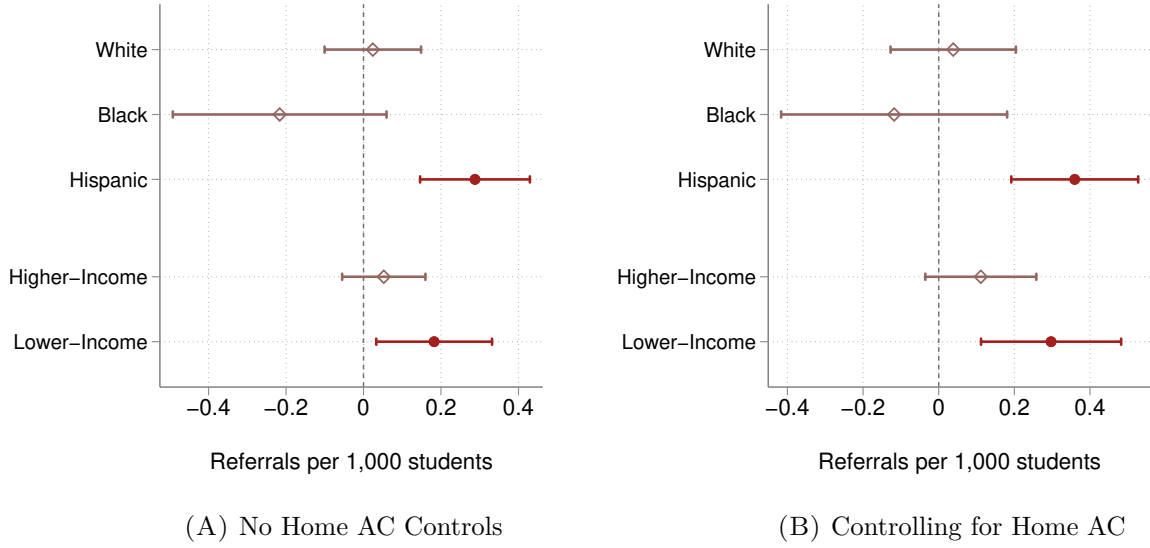 White
Black
Hispanic
Higher−Income
Lower−Income
−0.4 −0.2 0 0.2 0.4
Referrals per 1,000 students
(A) No Home AC Controls
White
Black
Hispanic
Higher−Income
Lower−Income
−0.4 −0.2 0 0.2 0.4
Referrals per 1,000 students
(B) Controlling for Home AC